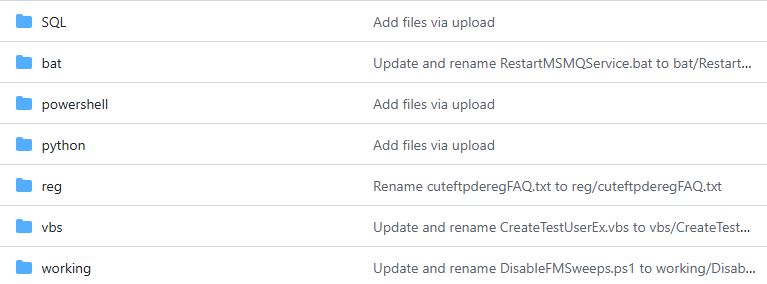 SQL Add files via upload
bat Update and rename RestartMSMQService.bat to bat/Restart...
powershell Add files via upload
python Add files via upload
reg Rename cuteftpderegFAQ.txt to reg/cuteftpderegFAQ.txt
vbs Update and rename CreateTestUserEx.vbs to vbs/CreateTest...
working Update and rename DisableFMSweeps.ps1 to working/Disab...